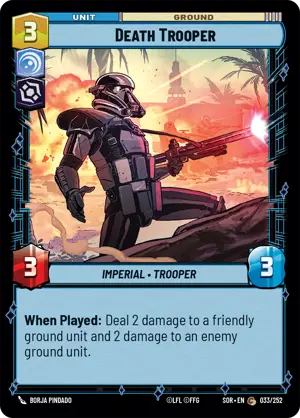 3
UNIT
GROUND
DEATH TROOPER
3
IMPERIAL • TROOPER
3
When Played: Deal 2 damage to a friendly
ground unit and 2 damage to an enemy
ground unit.
BORJA PINDADO
©LFL ©FFG
SOR • EN C 033/252